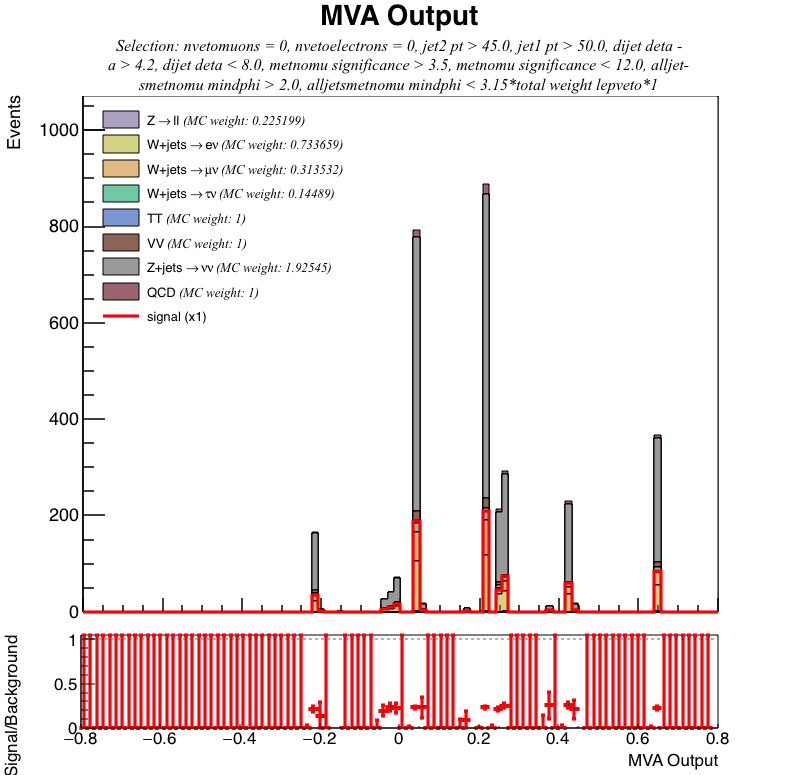 MVA Output
Selection: nvetomuons = 0, nvetoelectrons = 0, jet2 pt > 45.0, jet1 pt > 50.0, dijet deta -
a > 4.2, dijet deta < 8.0, metnomu significance > 3.5, metnomu significance < 12.0, alljet-
smetnomu mindphi > 2.0, alljetsmetnomu mindphi < 3.15*total weight lepveto*1
Events
1000
800
600
400
200
0
Z→ll (MC weight: 0.225199)
W+jets→eν (MC weight: 0.733659)
W+jets→μν (MC weight: 0.313532)
W+jets→τν (MC weight: 0.14489)
TT (MC weight: 1)
VV (MC weight: 1)
Z+jets→νν (MC weight: 1.92545)
QCD (MC weight: 1)
signal (x1)
Signal/Background
1
0.5
0
−0.8 −0.6 −0.4 −0.2 0 0.2 0.4 0.6 0.8
MVA Output